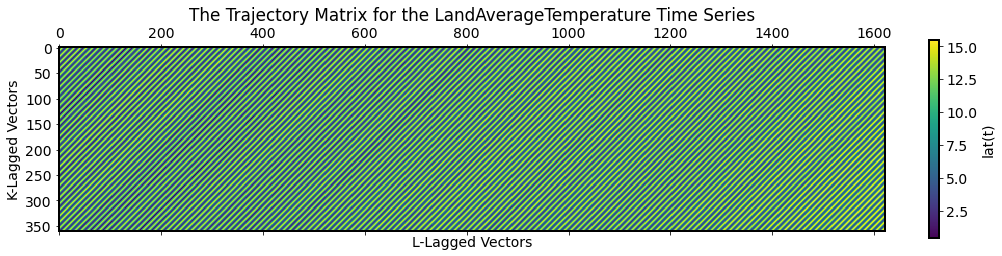 The Trajectory Matrix for the LandAverageTemperature Time Series
0 200 400 600 800 1000 1200 1400 1600
0
50
100
150
200
250
300
350
K-Lagged Vectors
L-Lagged Vectors
15.0
12.5
10.0
7.5
5.0
2.5
lat(t)